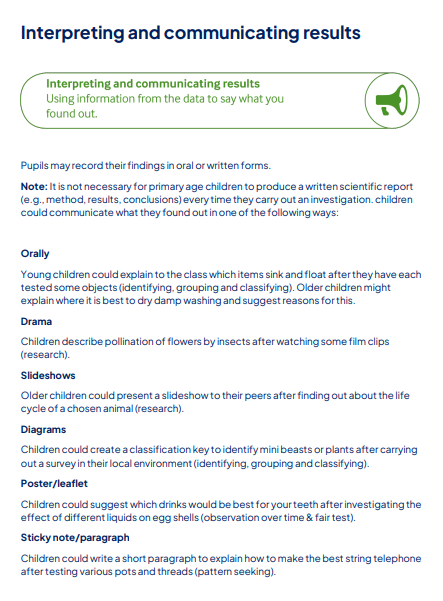 Interpreting and communicating results
Interpreting and communicating results
Using information from the data to say what you
found out.
Pupils may record their findings in oral or written forms.
Note: It is not necessary for primary age children to produce a written scientific report
(e.g., method, results, conclusions) every time they carry out an investigation. children
could communicate what they found out in one of the following ways:
Orally
Young children could explain to the class which items sink and float after they have each
tested some objects (identifying, grouping and classifying). Older children might
explain where it is best to dry damp washing and suggest reasons for this.
Drama
Children describe pollination of flowers by insects after watching some film clips
(research).
Slideshows
Older children could present a slideshow to their peers after finding out about the life
cycle of a chosen animal (research).
Diagrams
Children could create a classification key to identify mini beasts or plants after carrying
out a survey in their local environment (identifying, grouping and classifying).
Poster/leaflet
Children could suggest which drinks would be best for your teeth after investigating the
effect of different liquids on egg shells (observation over time & fair test).
Sticky note/paragraph
Children could write a short paragraph to explain how to make the best string telephone
after testing various pots and threads (pattern seeking).